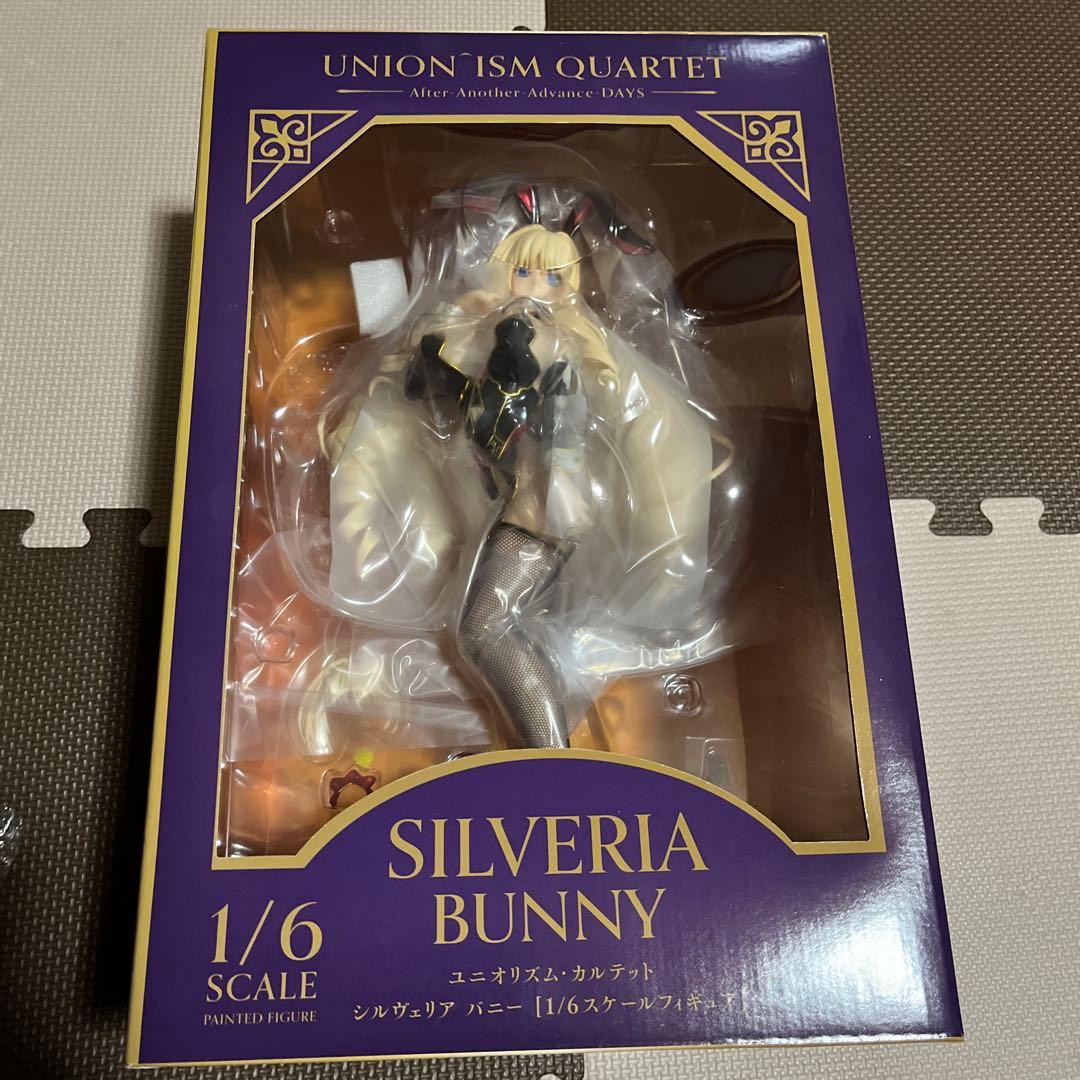 UNION^ISM QUARTET
After-Another-Advance-DAYS
SILVERIA
BUNNY
1/6
SCALE
PAINTED FIGURE
ユニオリズム・カルテット
シルヴェリア バニー [1/6スケールフィギュア]